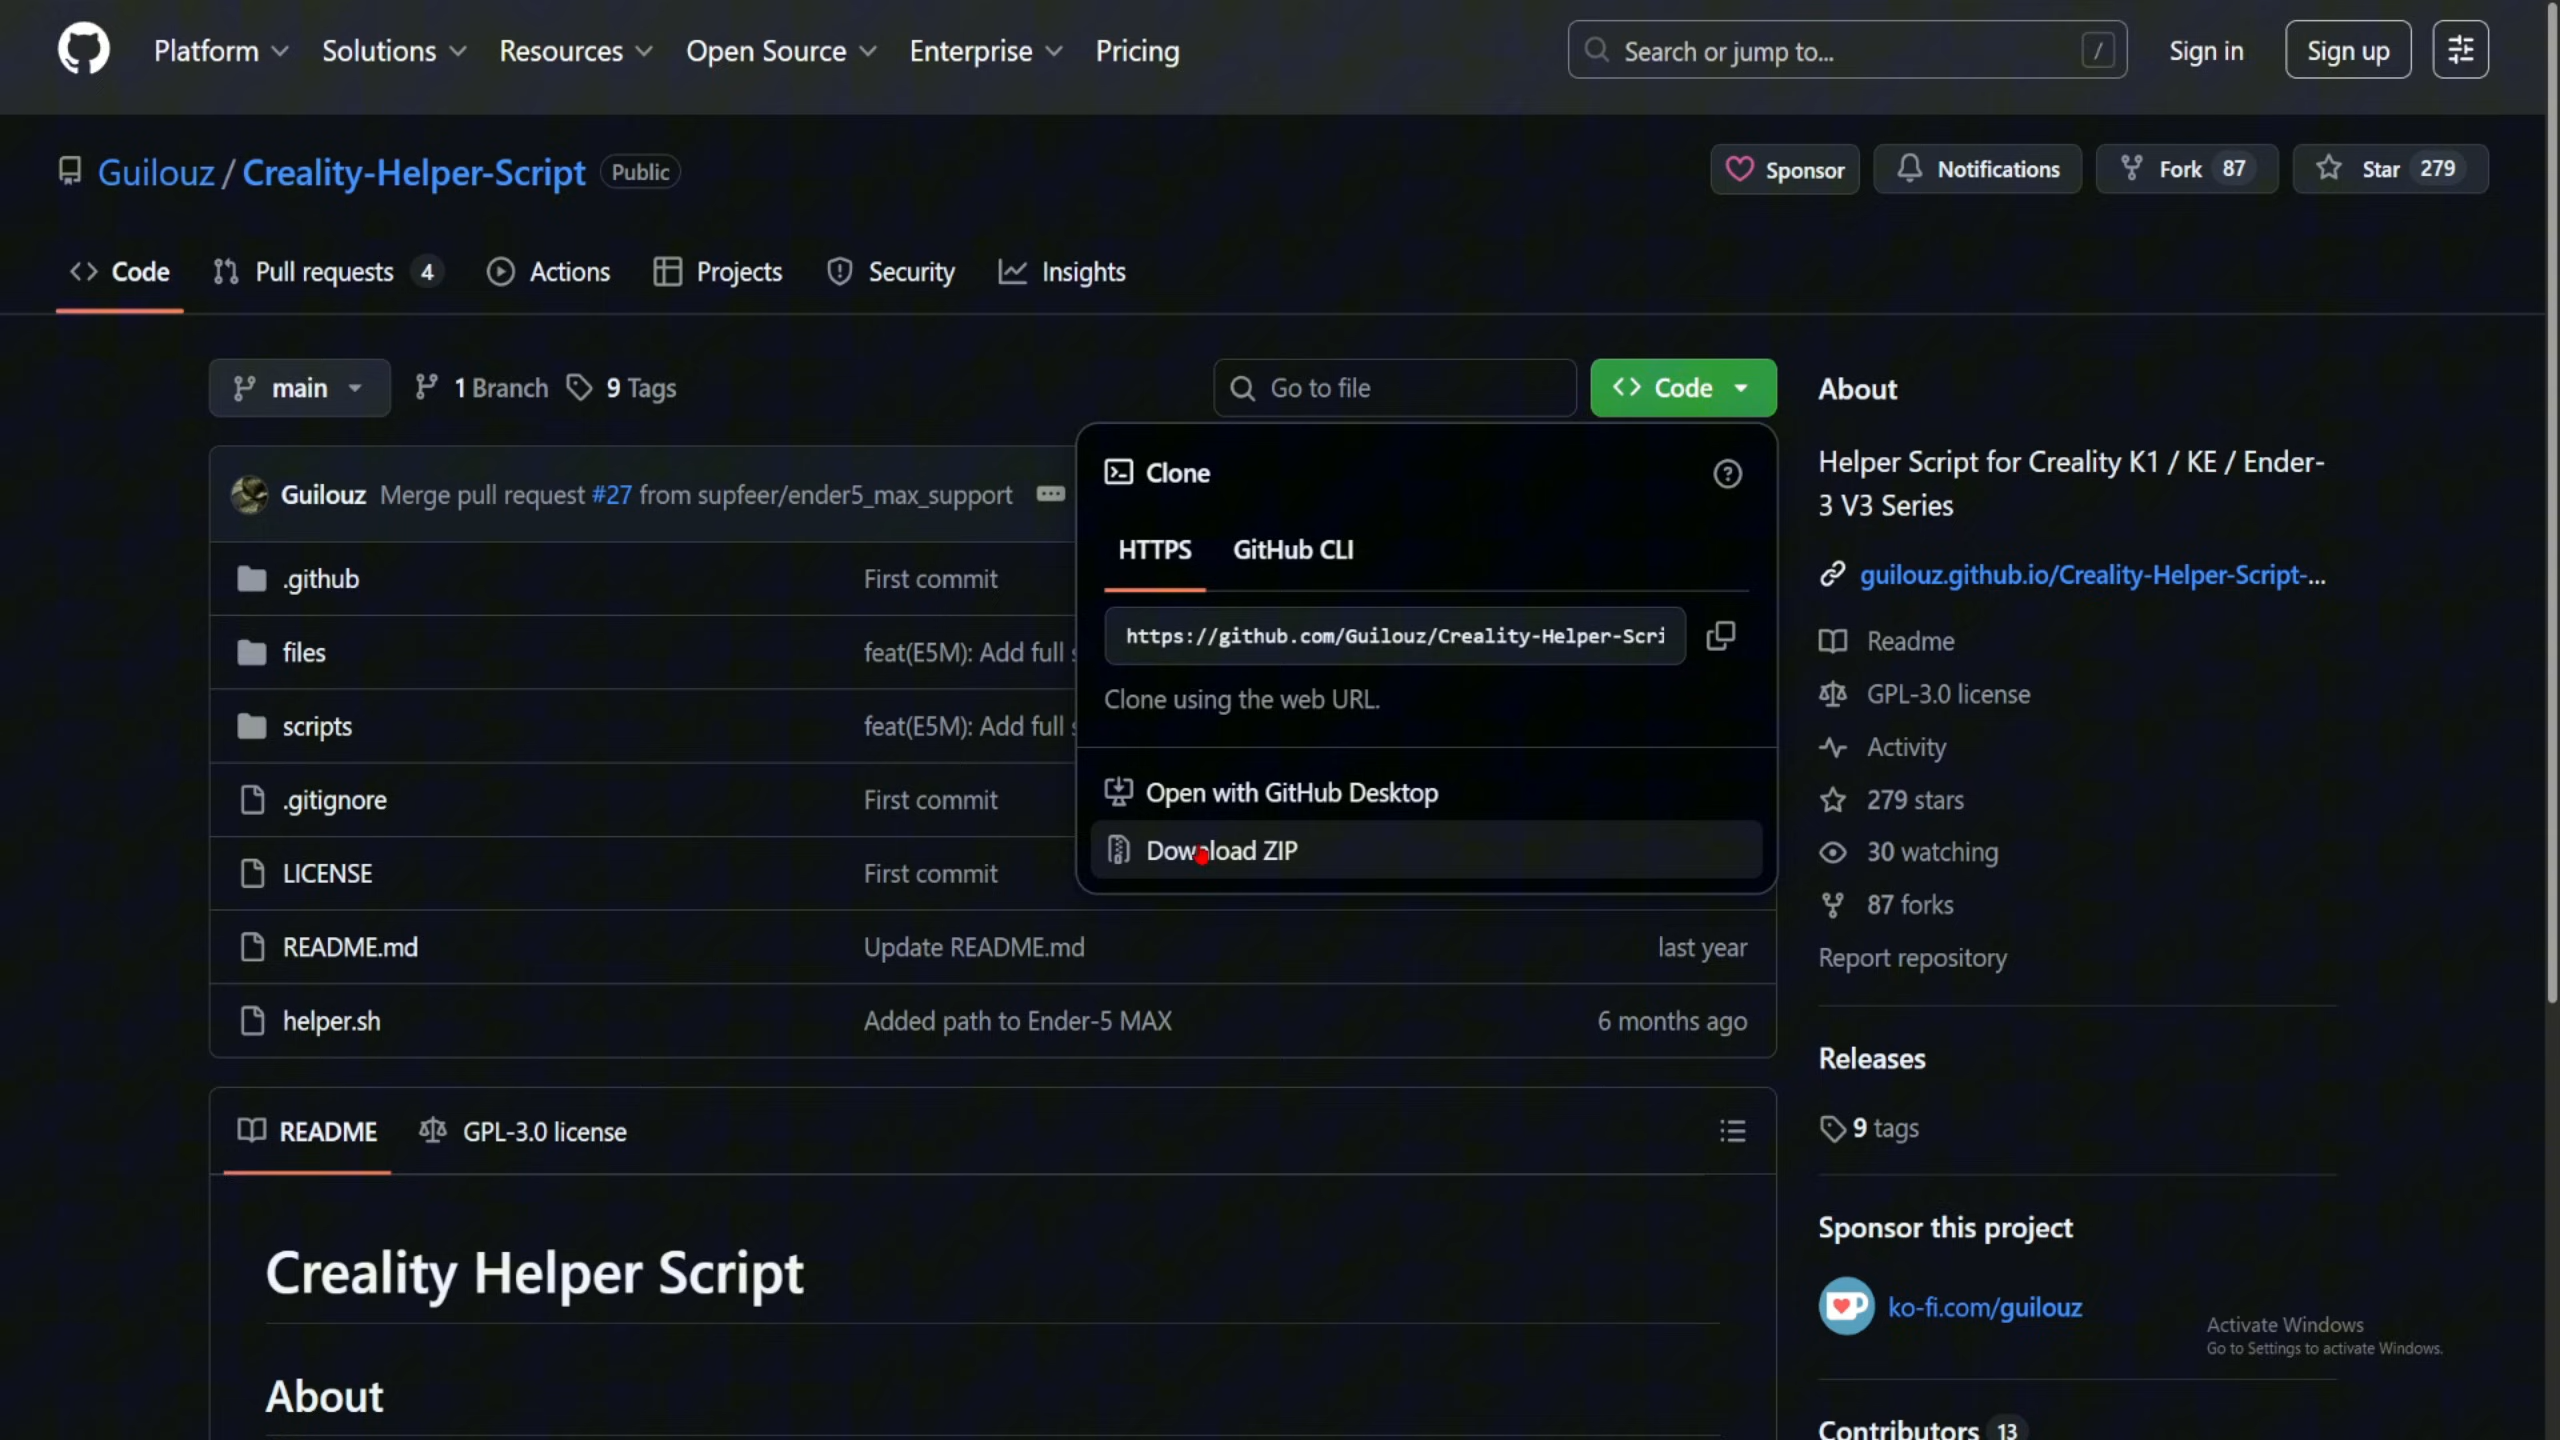 Platform Solutions Resources Open Source Enterprise Pricing Search or jump to... / Sign in Sign up
Guilouz / Creality-Helper-Script Public Sponsor Notifications Fork 87 Star 279
Code Pull requests 4 Actions Projects Security Insights
main 1 Branch 9 Tags Go to file Code
Guilouz Merge pull request #27 from supfeer/ender5_max_support
.github First commit
files feat(E5M): Add full
scripts feat(E5M): Add full
.gitignore First commit
LICENSE First commit
README.md Update README.md last year
helper.sh Added path to Ender-5 MAX 6 months ago
Clone
HTTPS GitHub CLI
https://github.com/Guilouz/Creality-Helper-Scri
Clone using the web URL.
Open with GitHub Desktop
Download ZIP
README GPL-3.0 license
Creality Helper Script
About
About
Helper Script for Creality K1 / KE / Ender-
3 V3 Series
guilouz.github.io/Creality-Helper-Script-...
Readme
GPL-3.0 license
Activity
279 stars
30 watching
87 forks
Report repository
Releases
9 tags
Sponsor this project
ko-fi.com/guilouz
Activate Windows
Go to Settings to activate Windows.
Contributors 13